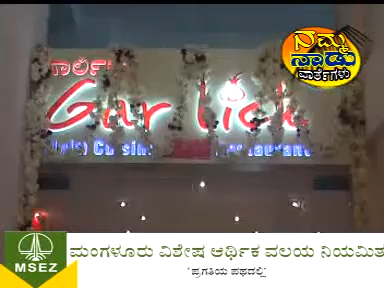 ನಮ್ಮ
ನಾಡು
ವಾರ್ತೆಗಳು
Garlick
MSEZ
ಮಂಗಳೂರು ವಿಶೇಷ ಆರ್ಥಿಕ ವಲಯ ನಿಯಮಿತ
'ಪ್ರಗತಿಯ ಪಥದಲ್ಲಿ'